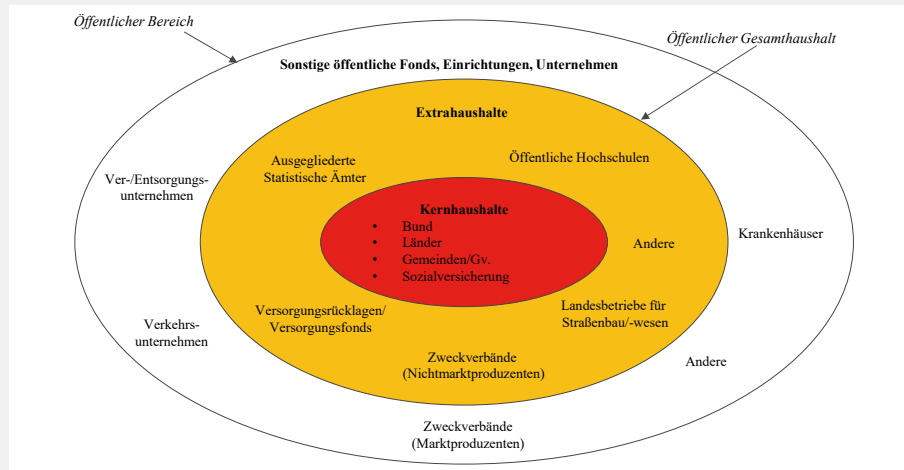 Öffentlicher Bereich
Öffentlicher Gesamthaushalt
Sonstige öffentliche Fonds, Einrichtungen, Unternehmen
Extrahaushalte
Ausgegliederte
Statistische Ämter
Öffentliche Hochschulen
Ver-/Entsorgungs-
unternehmen
Kernhaushalte
• Bund
• Länder
• Gemeinden/Gv.
• Sozialversicherung
Andere
Krankenhäuser
Versorgungsrücklagen/
Versorgungsfonds
Landesbetriebe für
Straßenbau/-wesen
Verkehrs-
unternehmen
Zweckverbände
(Nichtmarktproduzenten)
Andere
Zweckverbände
(Marktproduzenten)